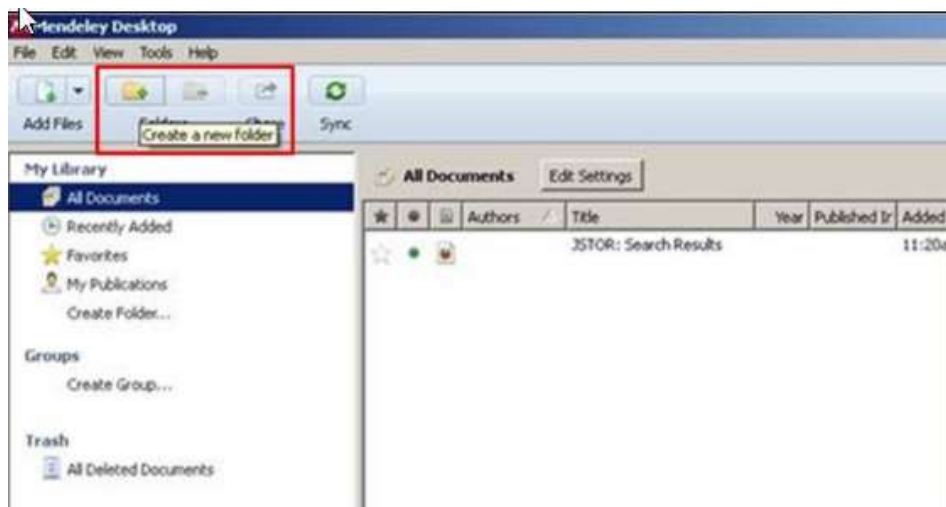 Mendeley Desktop
File Edit View Tools Help
Add Files Sync
Create a new folder
My Library
All Documents
Recently Added
Favorites
My Publications
Create Folder...
Groups
Create Group...
Trash
All Deleted Documents
All Documents Edit Settings
Authors Title Year Published In Added
JSTOR: Search Results 11:20a